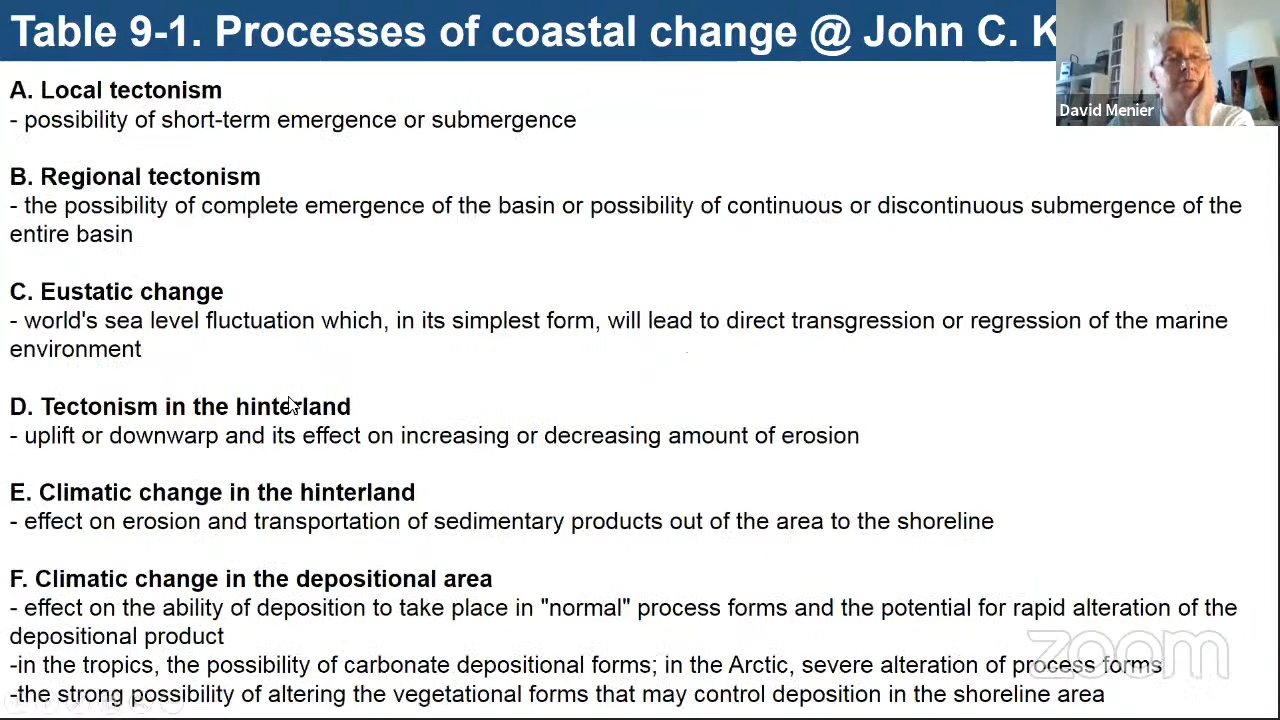 Table 9-1. Processes of coastal change @ John C. K
David Menier
A. Local tectonism
- possibility of short-term emergence or submergence
B. Regional tectonism
- the possibility of complete emergence of the basin or possibility of continuous or discontinuous submergence of the
entire basin
C. Eustatic change
- world's sea level fluctuation which, in its simplest form, will lead to direct transgression or regression of the marine
environment
D. Tectonism in the hinterland
- uplift or downwarp and its effect on increasing or decreasing amount of erosion
E. Climatic change in the hinterland
- effect on erosion and transportation of sedimentary products out of the area to the shoreline
F. Climatic change in the depositional area
- effect on the ability of deposition to take place in "normal" process forms and the potential for rapid alteration of the
depositional product
-in the tropics, the possibility of carbonate depositional forms; in the Arctic, severe alteration of process forms
-the strong possibility of altering the vegetational forms that may control deposition in the shoreline area
zoom